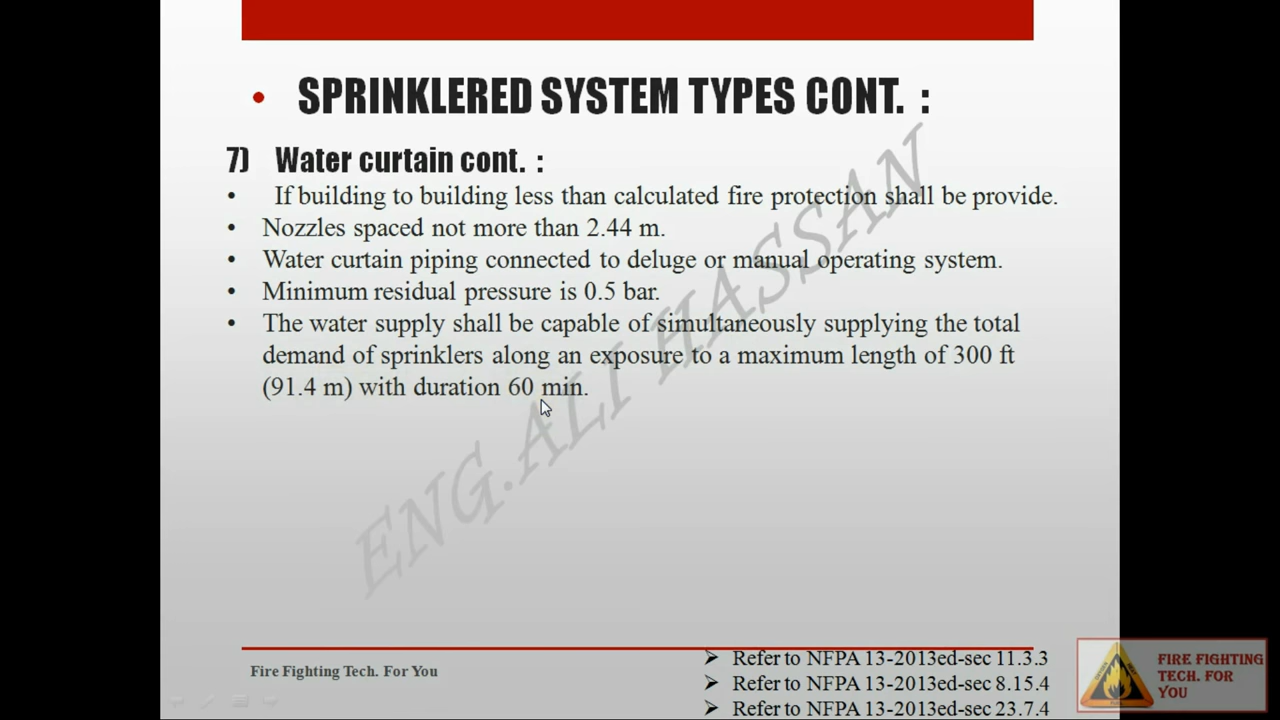 • SPRINKLERED SYSTEM TYPES CONT. :
7) Water curtain cont. :
• If building to building less than calculated fire protection shall be provide.
• Nozzles spaced not more than 2.44 m.
• Water curtain piping connected to deluge or manual operating system.
• Minimum residual pressure is 0.5 bar.
• The water supply shall be capable of simultaneously supplying the total
demand of sprinklers along an exposure to a maximum length of 300 ft
(91.4 m) with duration 60 min.
ENG.ALI HASSAN
Fire Fighting Tech. For You
➢ Refer to NFPA 13-2013ed-sec 11.3.3
➢ Refer to NFPA 13-2013ed-sec 8.15.4
➢ Refer to NFPA 13-2013ed-sec 23.7.4
FIRE FIGHTING
TECH. FOR
YOU